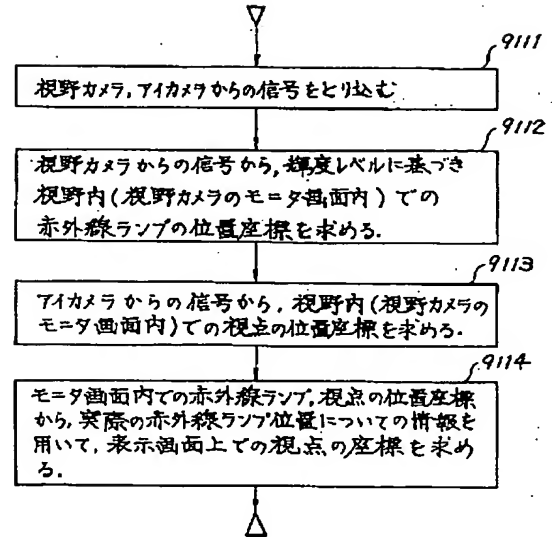 9111
視野カメラ,アイカメラからの信号をとり込む
9112
視野カメラからの信号から,輝度レベルに基づき
視野内(視野カメラのモニタ画面内)での
赤外線ランプの位置座標を求める.
9113
アイカメラからの信号から,視野内(視野カメラの
モニタ画面内)での視点の位置座標を求める.
9114
モニタ画面内での赤外線ランプ,視点の位置座標
から,実際の赤外線ランプ位置についての情報を
用いて,表示画面上での視点の座標を求め
る.